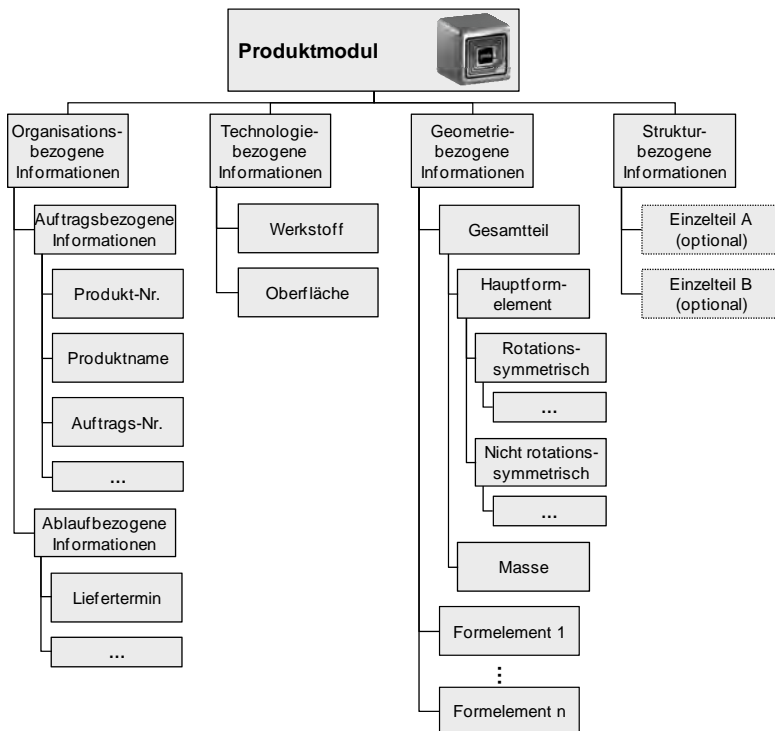 Produktmodul
Organisations-
bezogene
Informationen
Auftragsbezogene
Informationen
Produkt-Nr.
Produktname
Auftrags-Nr.
...
Ablaufbezogene
Informationen
Liefertermin
...
Technologie-
bezogene
Informationen
Werkstoff
Oberfläche
Geometrie-
bezogene
Informationen
Gesamtteil
Hauptform-
element
Rotations-
symmetrisch
...
Nicht rotations-
symmetrisch
...
Masse
Formelement 1
⋮
Formelement n
Struktur-
bezogene
Informationen
Einzelteil A
(optional)
Einzelteil B
(optional)